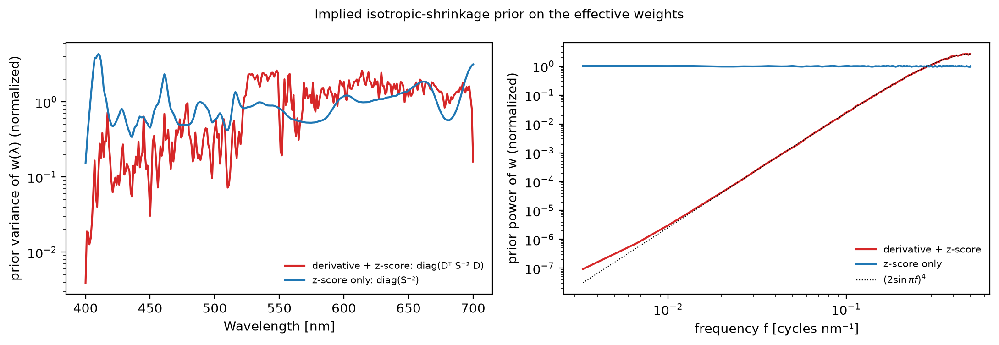 Implied isotropic-shrinkage prior on the effective weights
prior variance of w(λ) (normalized)
10⁰
10⁻¹
10⁻²
derivative + z-score: diag(Dᵀ S⁻² D)
z-score only: diag(S⁻²)
400 450 500 550 600 650 700
Wavelength [nm]
prior power of w (normalized)
10⁰
10⁻¹
10⁻²
10⁻³
10⁻⁴
10⁻⁵
10⁻⁶
10⁻⁷
derivative + z-score
z-score only
(2sin πf)⁴
10⁻² 10⁻¹
frequency f [cycles nm⁻¹]